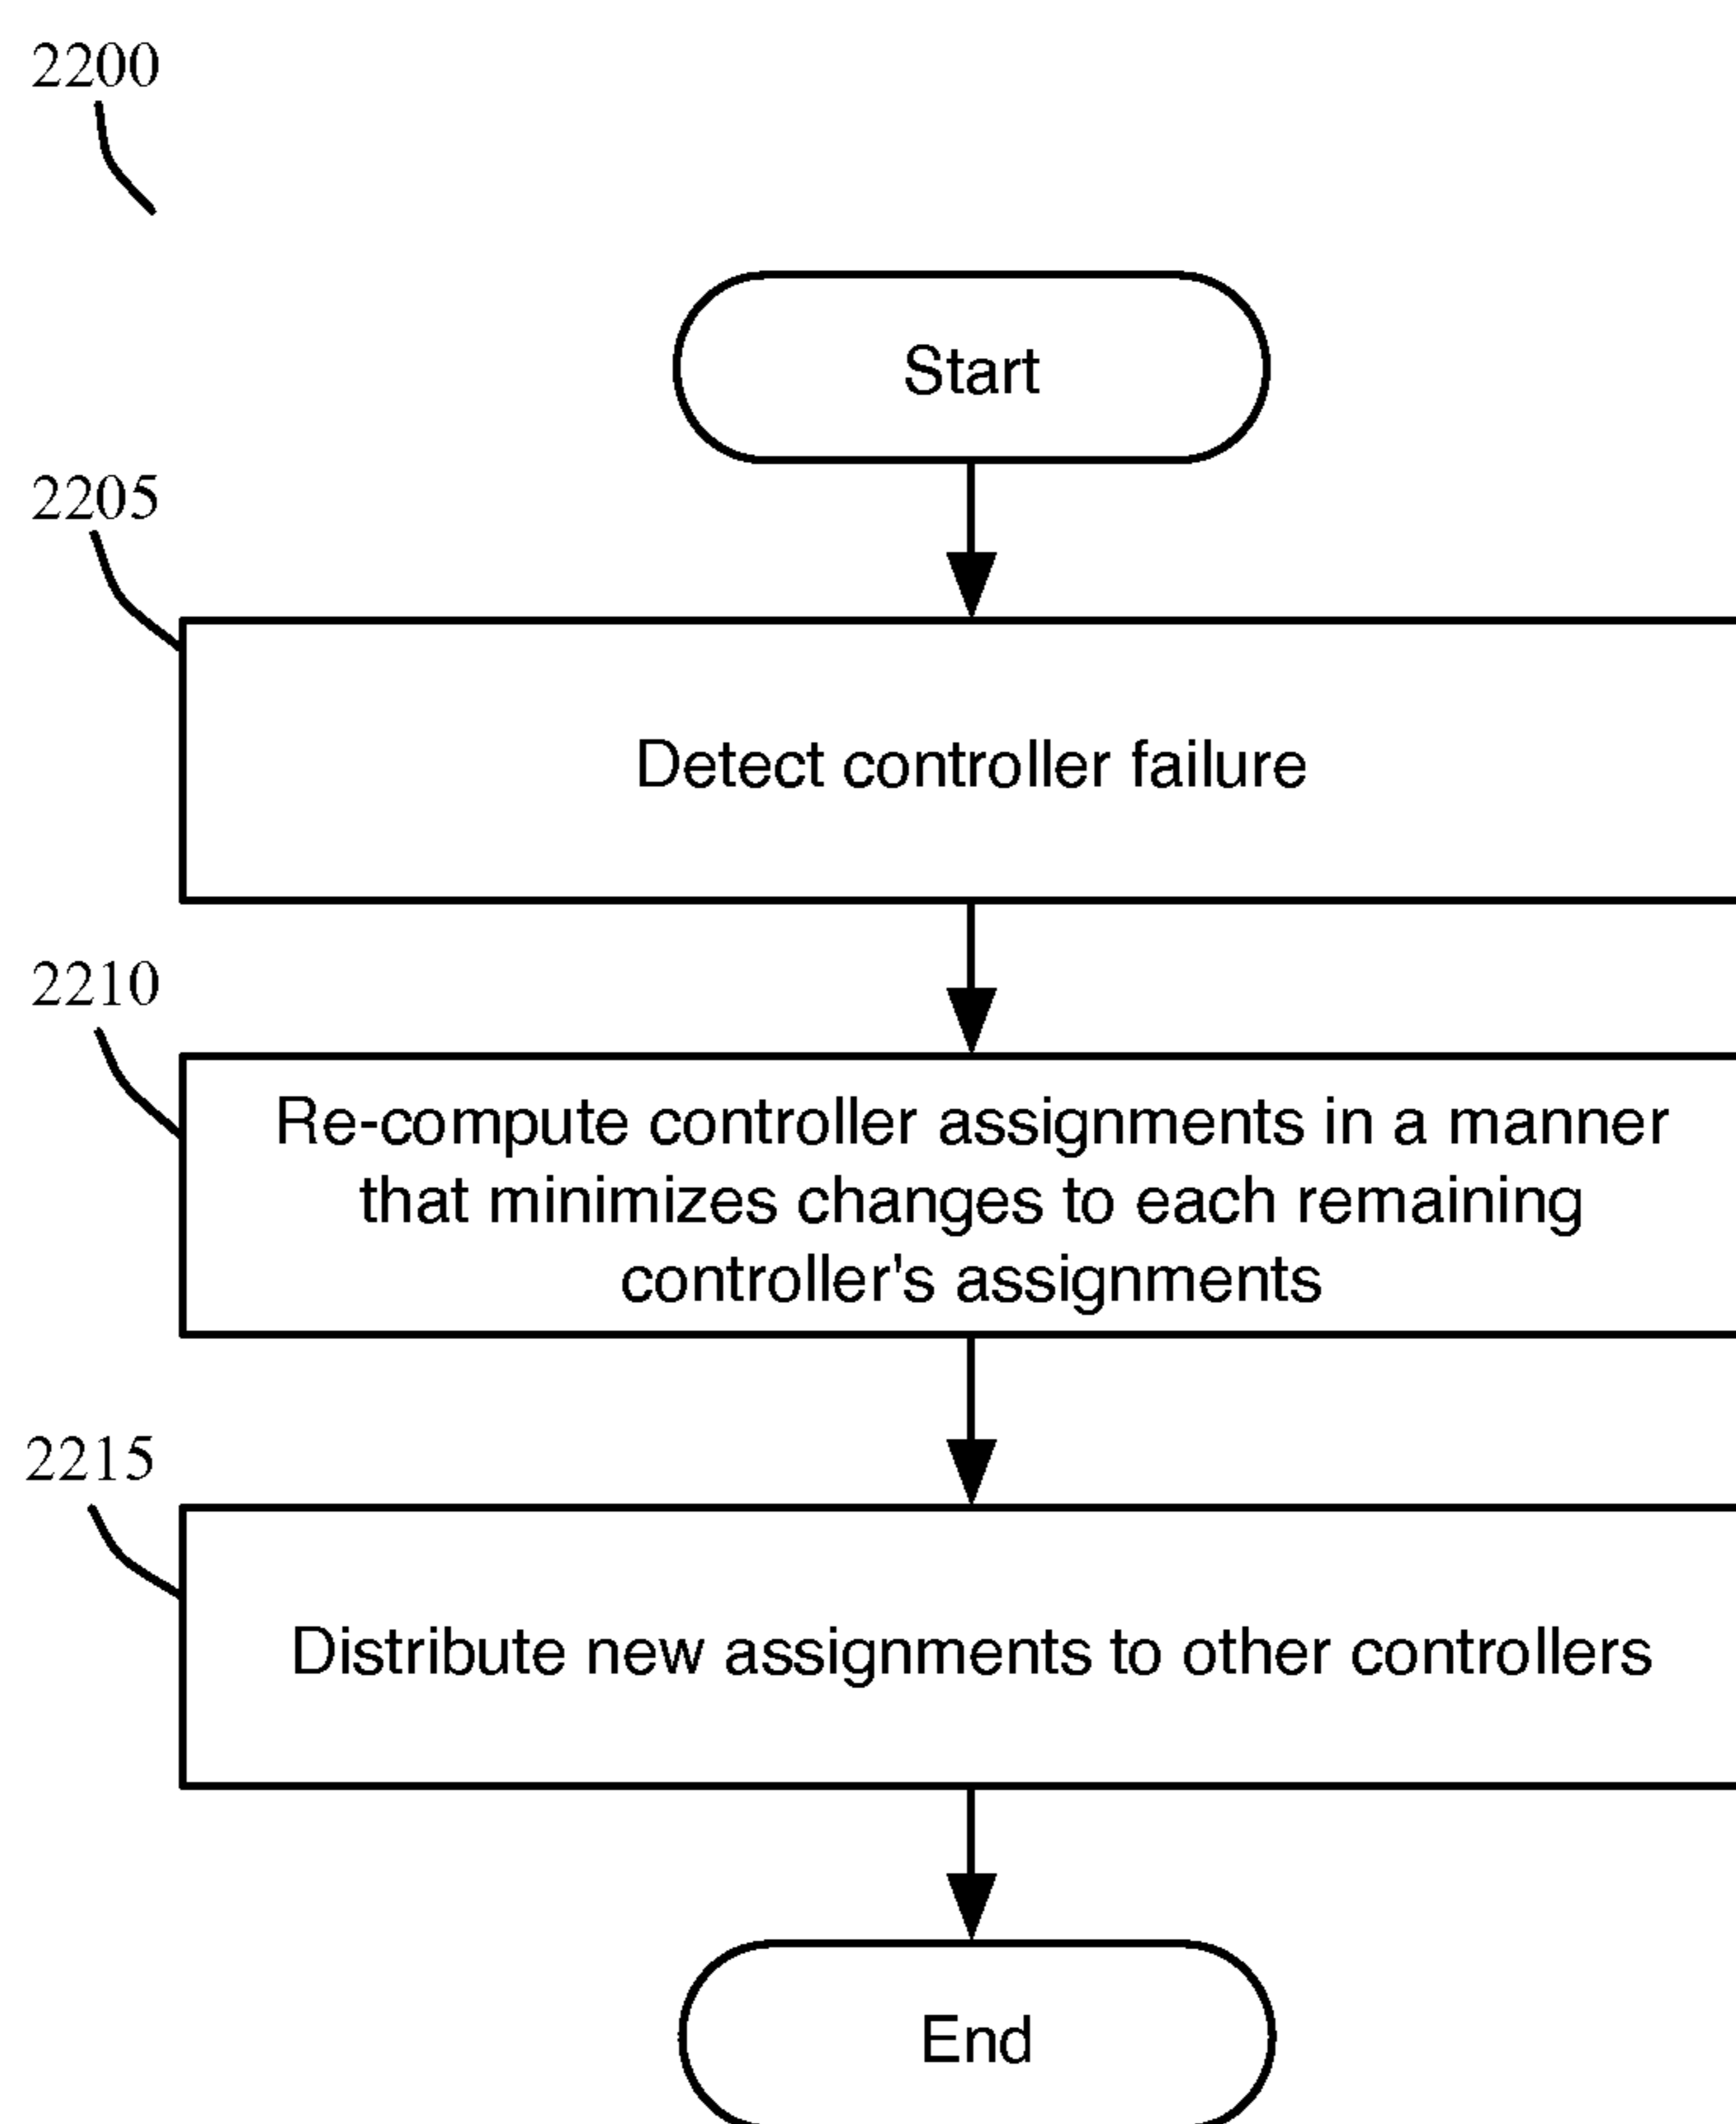 2200
Start
2205
Detect controller failure
2210
Re-compute controller assignments in a manner
that minimizes changes to each remaining
controller's assignments
2215
Distribute new assignments to other controllers
End